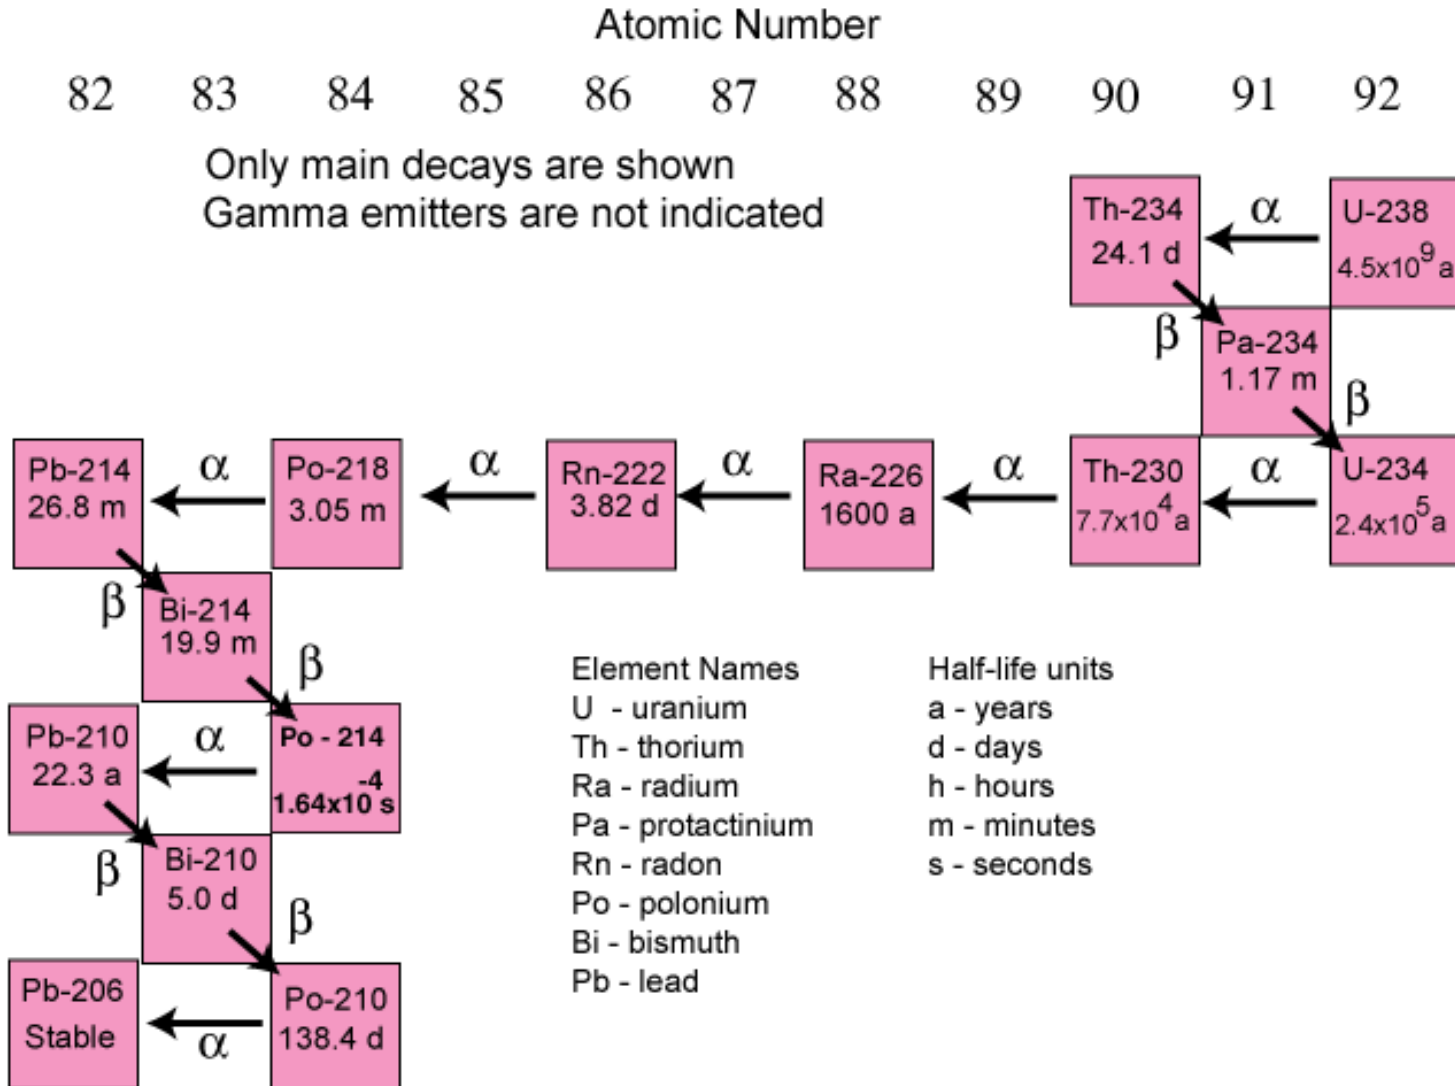 Atomic Number
82 83 84 85 86 87 88 89 90 91 92
Only main decays are shown
Gamma emitters are not indicated
Th-234
24.1 d
α
U-238
4.5x10⁹ a
β
Pa-234
1.17 m
β
Pb-214
26.8 m
α
Po-218
3.05 m
α
Rn-222
3.82 d
α
Ra-226
1600 a
α
Th-230
7.7x10⁴ a
α
U-234
2.4x10⁵ a
β
Bi-214
19.9 m
β
Pb-210
22.3 a
α
Po - 214
1.64x10⁻⁴ s
β
Bi-210
5.0 d
β
Pb-206
Stable
α
Po-210
138.4 d
Element Names
U - uranium
Th - thorium
Ra - radium
Pa - protactinium
Rn - radon
Po - polonium
Bi - bismuth
Pb - lead
Half-life units
a - years
d - days
h - hours
m - minutes
s - seconds